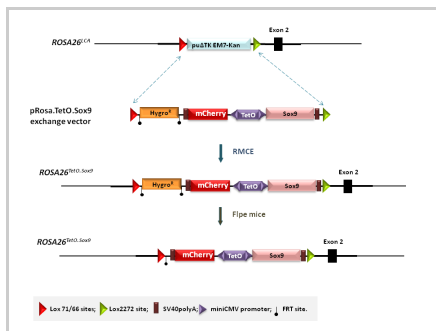 ROSA26^LCA
Exon 2
puΔTK EM7-Kan
pRosa.TetO.Sox9
exchange vector
Hygro^R
mCherry
TetO
Sox9
RMCE
ROSA26^TetO.Sox9
Hygro^R
mCherry
TetO
Sox9
Exon 2
Flpe mice
ROSA26^TetO.Sox9
mCherry
TetO
Sox9
Exon 2
Lox 71/66 sites; Lox2272 site; SV40polyA; miniCMV promoter; FRT site.